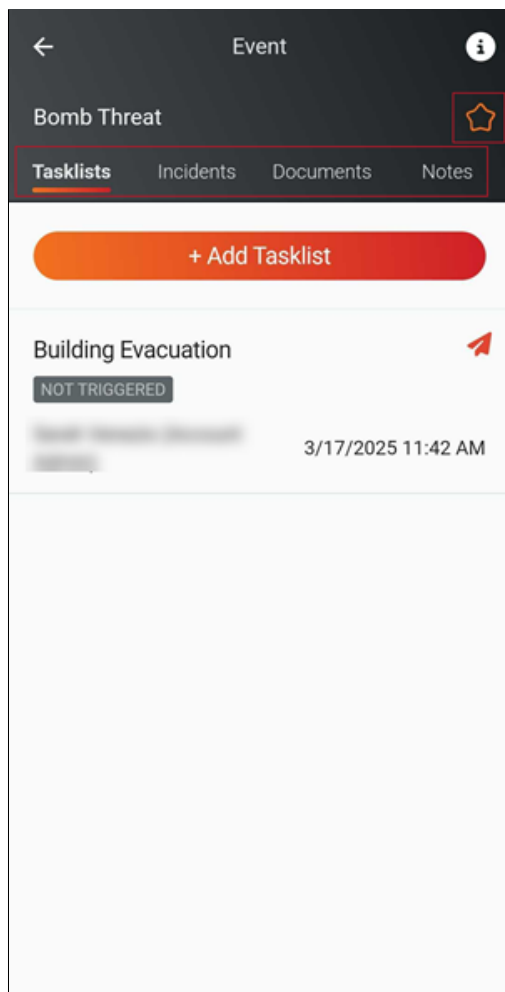 Event
Bomb Threat
Tasklists Incidents Documents Notes
+ Add Tasklist
Building Evacuation
NOT TRIGGERED
3/17/2025 11:42 AM